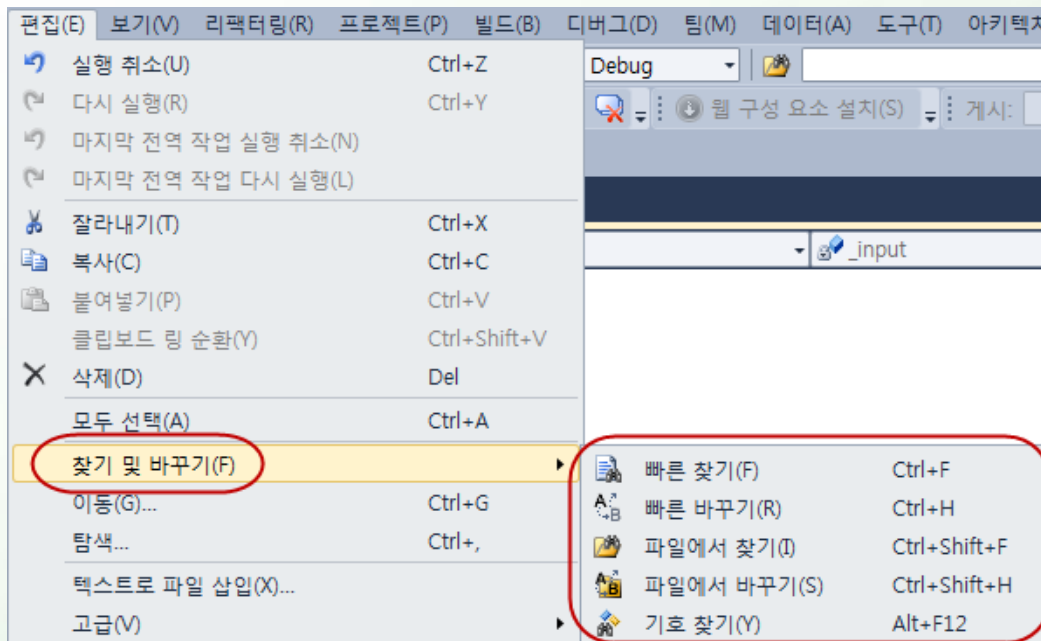 편집(E) 보기(V) 리팩터링(R) 프로젝트(P) 빌드(B) 디버그(D) 팀(M) 데이터(A) 도구(T)
실행 취소(U) Ctrl+Z
Debug
다시 실행(R) Ctrl+Y
웹 구성 요소 설치(S) 게시:
마지막 전역 작업 실행 취소(N)
마지막 전역 작업 다시 실행(L)
잘라내기(T) Ctrl+X
_input
복사(C) Ctrl+C
붙여넣기(P) Ctrl+V
클립보드 링 순환(Y) Ctrl+Shift+V
삭제(D) Del
모두 선택(A) Ctrl+A
찾기 및 바꾸기(F)
이동(G)... Ctrl+G
탐색... Ctrl+,
텍스트로 파일 삽입(X)...
고급(V)
빠른 찾기(F) Ctrl+F
빠른 바꾸기(R) Ctrl+H
파일에서 찾기(I) Ctrl+Shift+F
파일에서 바꾸기(S) Ctrl+Shift+H
기호 찾기(Y) Alt+F12